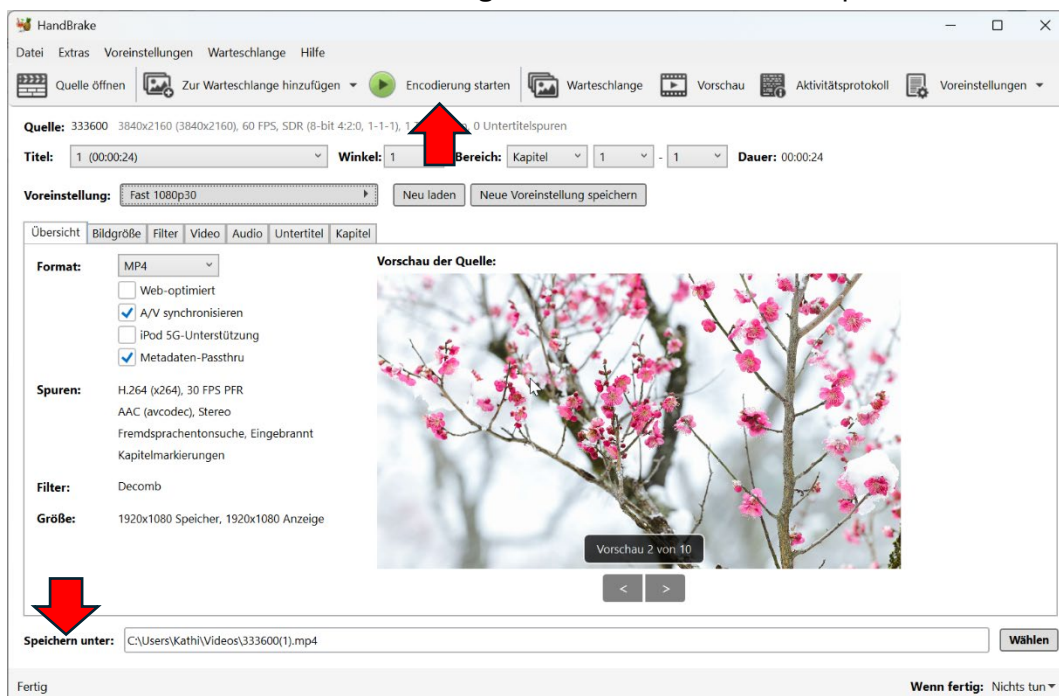 HandBrake
Datei Extras Voreinstellungen Warteschlange Hilfe
Quelle öffnen Zur Warteschlange hinzufügen Encodierung starten Warteschlange Vorschau Aktivitätsprotokoll Voreinstellungen
Quelle: 333600 3840x2160 (3840x2160), 60 FPS, SDR (8-bit 4:2:0, 1-1-1), 1 0 Untertitelspuren
Titel: 1 (00:00:24) Winkel: 1 Bereich: Kapitel 1 - 1 Dauer: 00:00:24
Voreinstellung: Fast 1080p30 Neu laden Neue Voreinstellung speichern
Übersicht Bildgröße Filter Video Audio Untertitel Kapitel
Format: MP4 Vorschau der Quelle:
Web-optimiert
A/V synchronisieren
iPod 5G-Unterstützung
Metadaten-Passthru
Spuren: H.264 (x264), 30 FPS PFR
AAC (avcodec), Stereo
Fremdsprachentonsuche, Eingebrannt
Kapitelmarkierungen
Filter: Decomb
Größe: 1920x1080 Speicher, 1920x1080 Anzeige
Vorschau 2 von 10
< >
Speichern unter: C:\Users\Kathi\Videos\333600(1).mp4 Wählen
Fertig Wenn fertig: Nichts tun